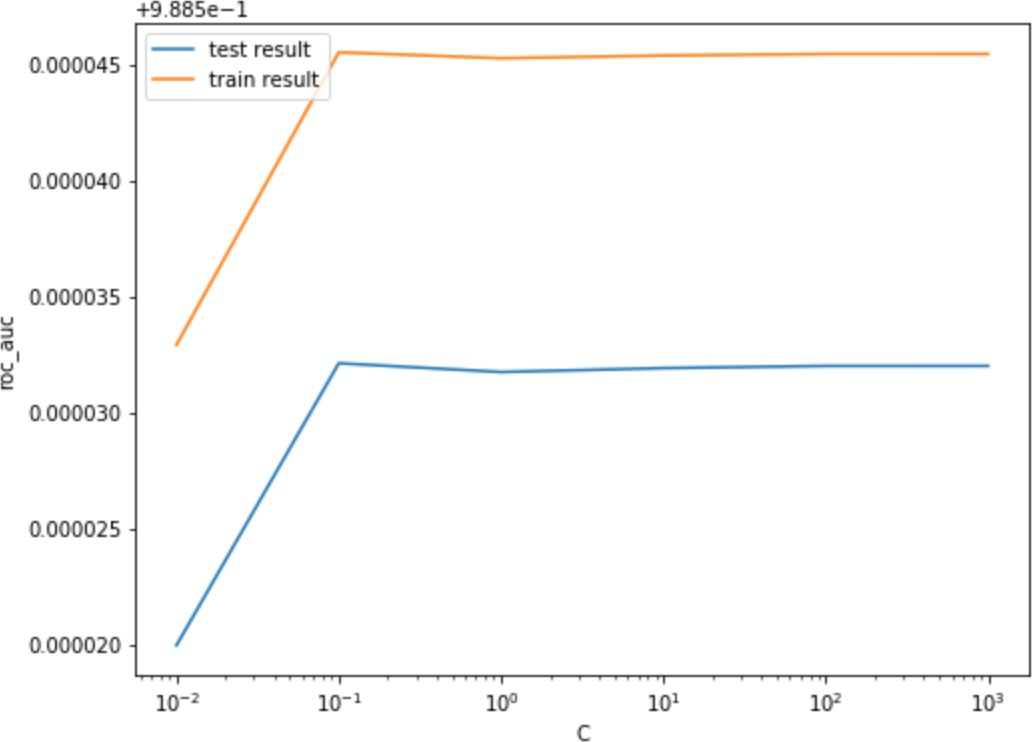 +9.885e−1
test result
train result
0.000045
0.000040
0.000035
0.000030
0.000025
0.000020
roc_auc
10⁻² 10⁻¹ 10⁰ 10¹ 10² 10³
C